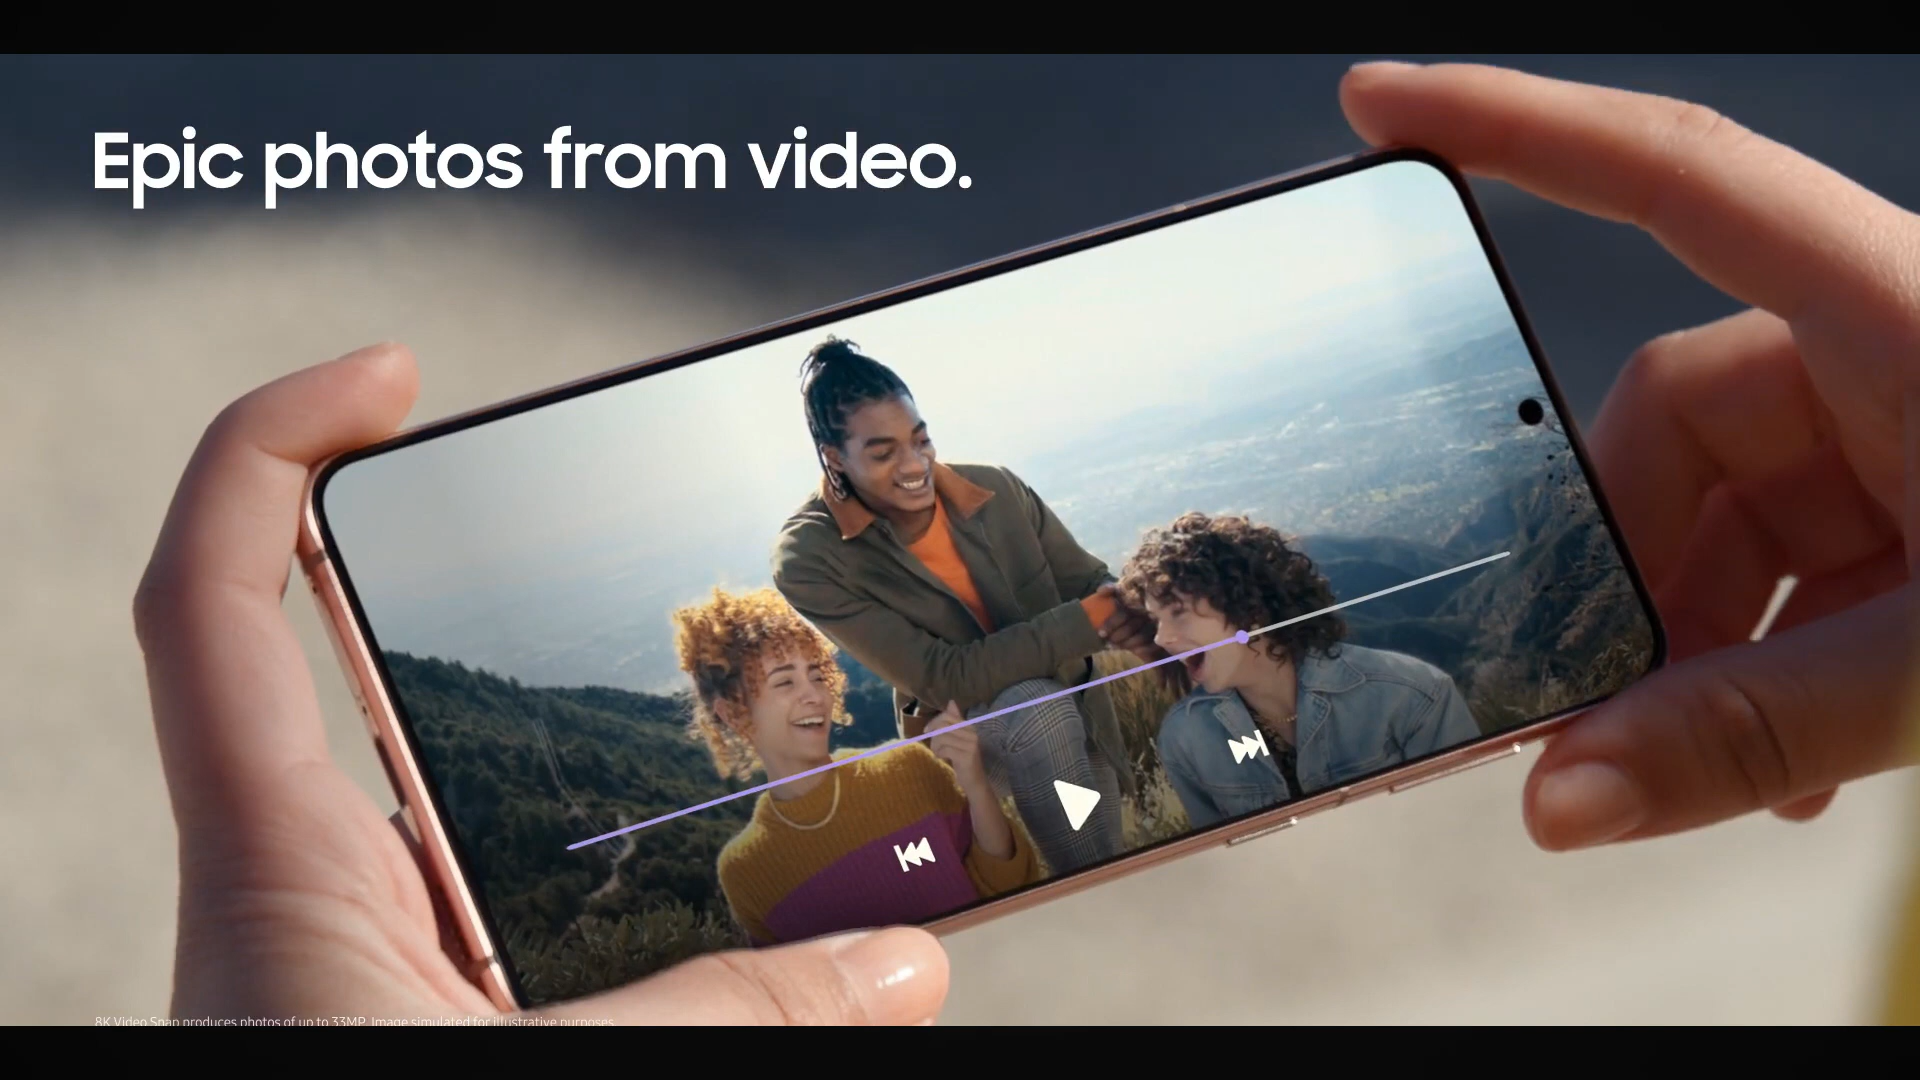 Epic photos from video.
8K Video Snap produces photos of up to 33MP. Image simulated for illustrative purposes.